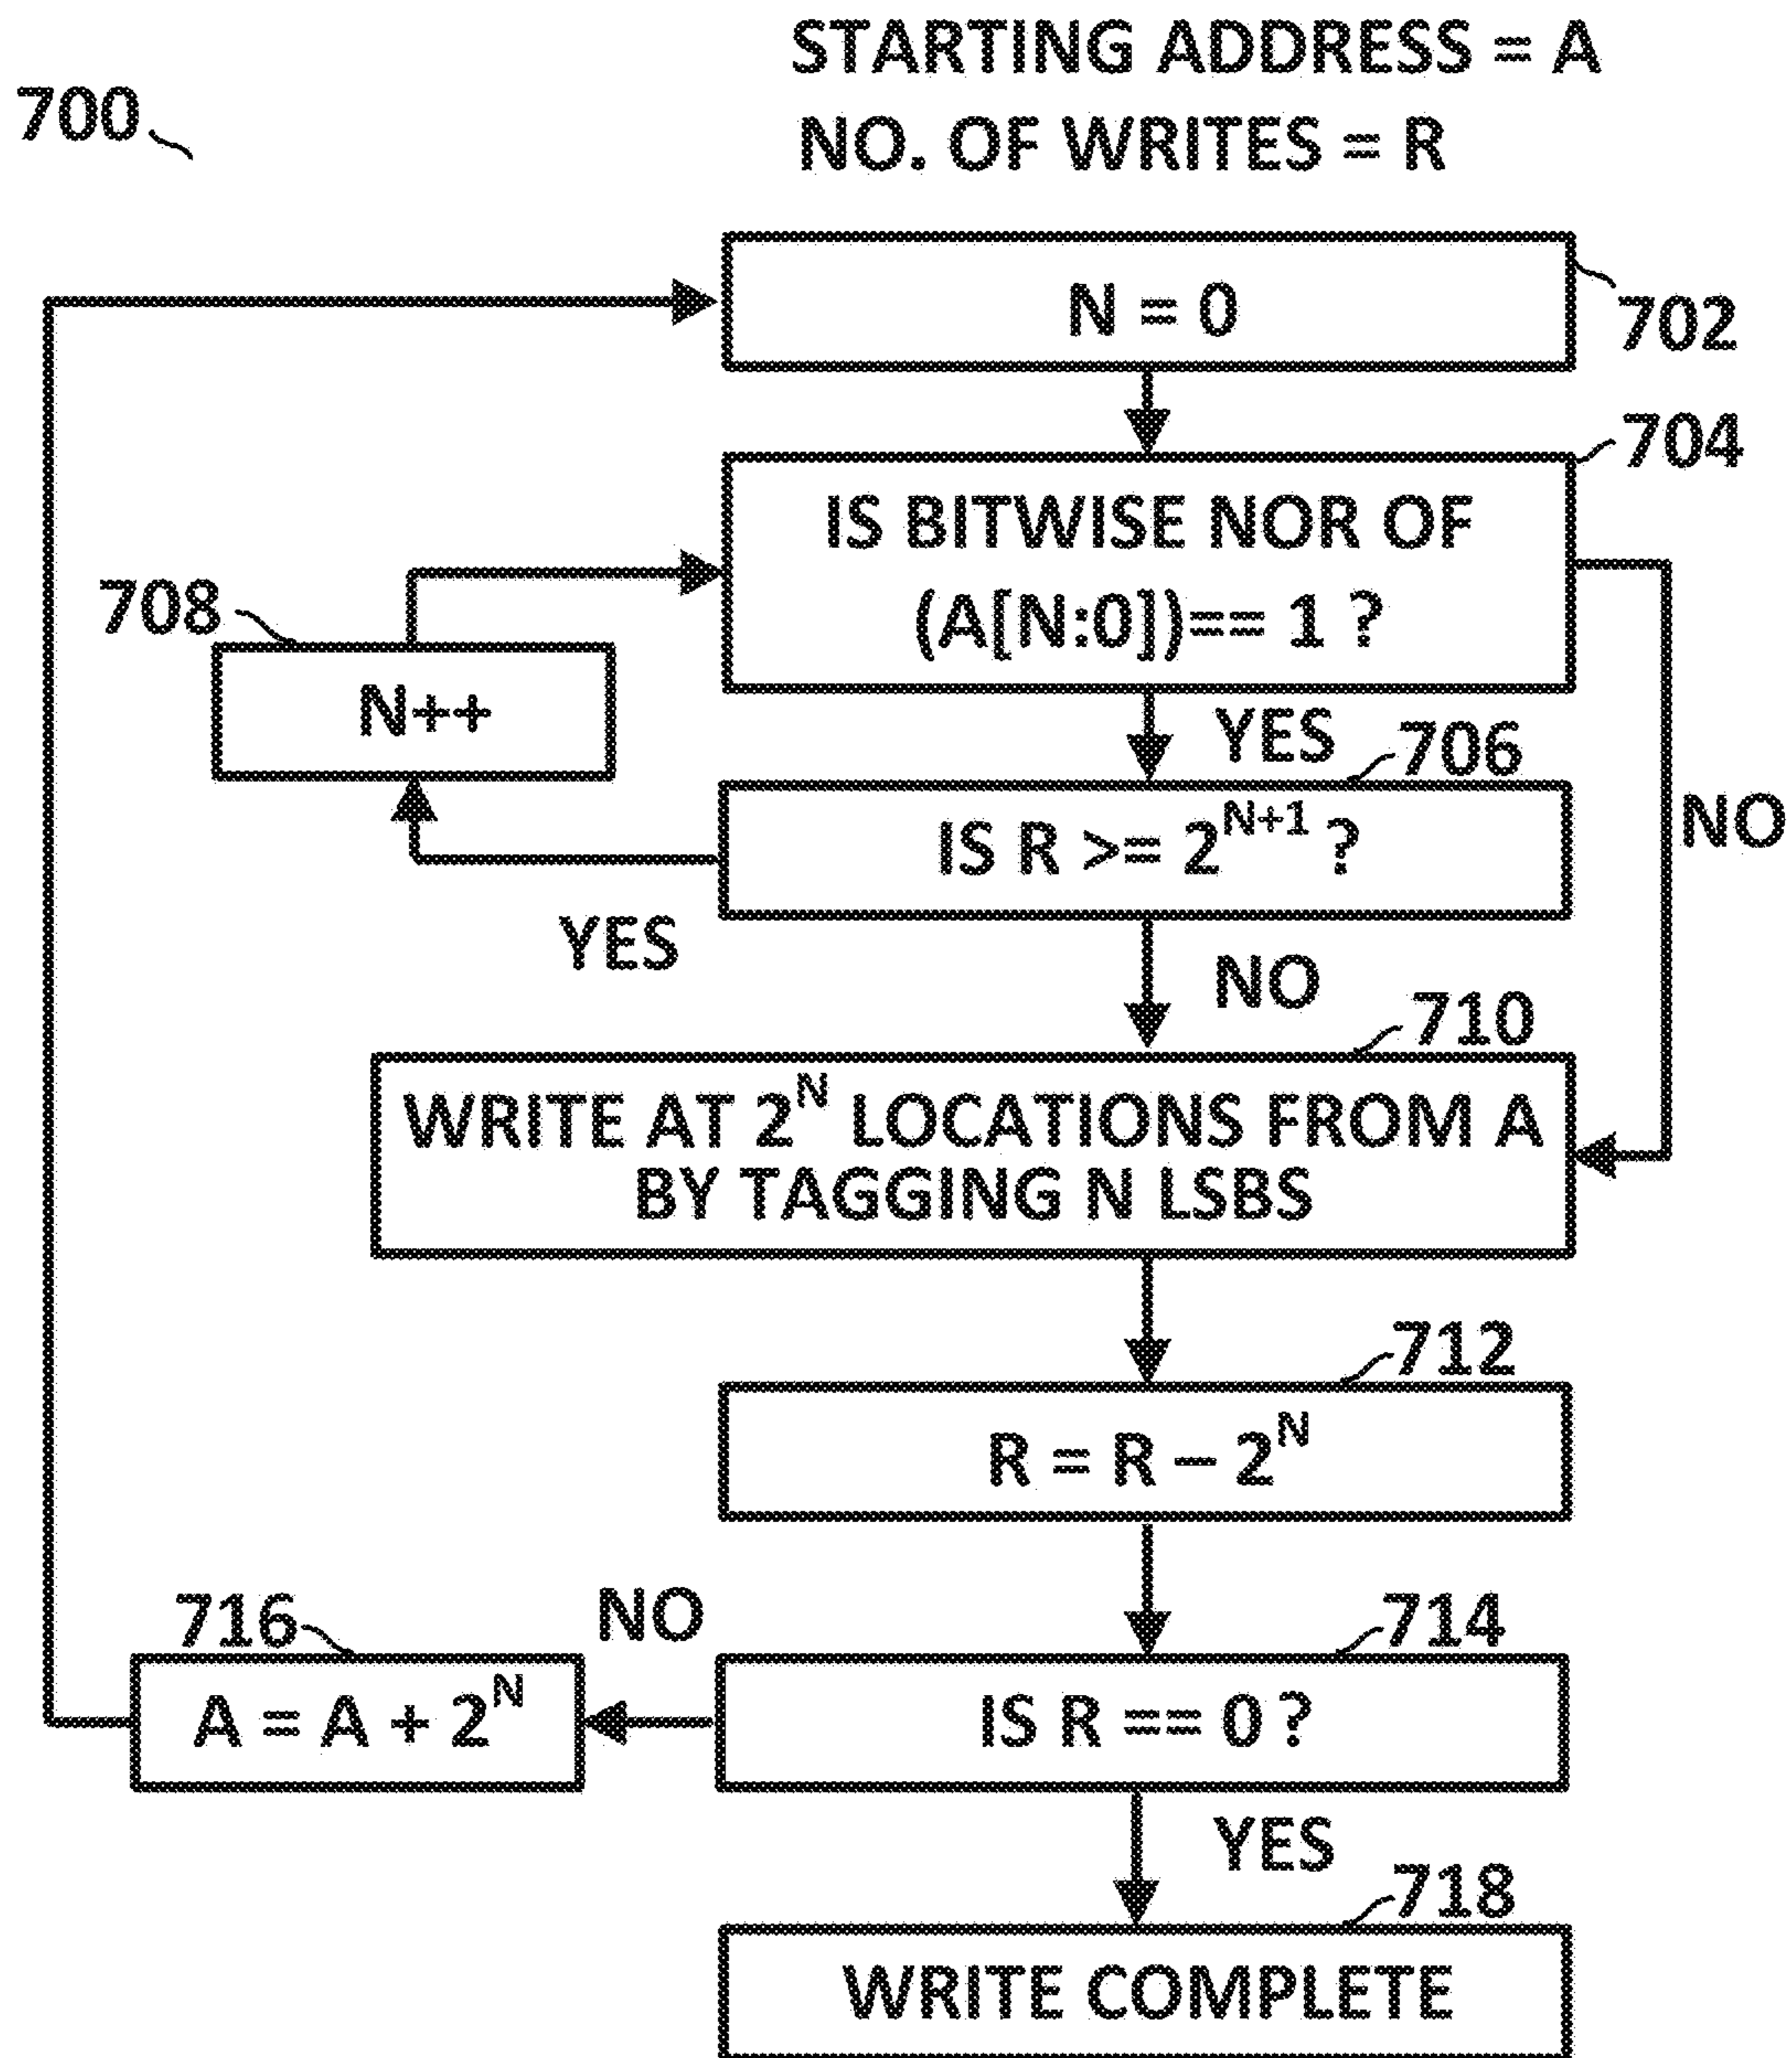 STARTING ADDRESS = A
700
NO. OF WRITES = R
N = 0
702
704
IS BITWISE NOR OF
(A[N:0])== 1 ?
708
N++
YES
706
NO
IS R >= 2^N+1 ?
YES
NO
710
WRITE AT 2^N LOCATIONS FROM A
BY TAGGING N LSBS
712
R = R – 2^N
716
NO
714
A = A + 2^N
IS R == 0 ?
YES
718
WRITE COMPLETE